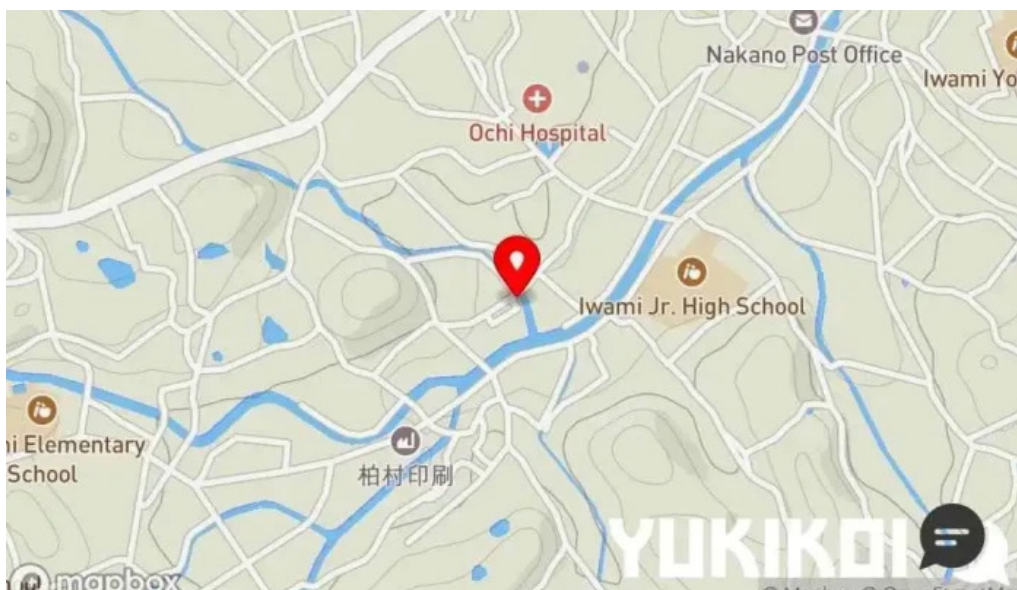 Nakano Post Office
Iwami Yo
Ochi Hospital
Iwami Jr. High School
ni Elementary
School
柏村印刷
YUKIKOI
mapbox